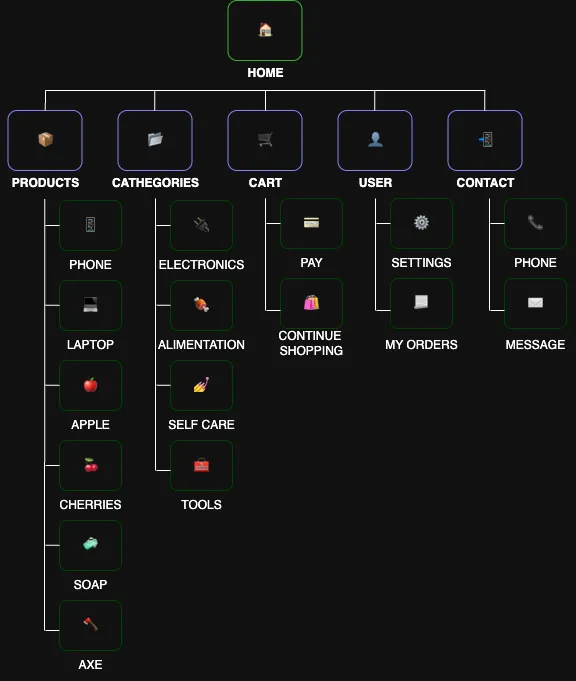 HOME
PRODUCTS
CATHEGORIES
CART
USER
CONTACT
PHONE
ELECTRONICS
PAY
SETTINGS
PHONE
LAPTOP
ALIMENTATION
CONTINUE
SHOPPING
MY ORDERS
MESSAGE
APPLE
SELF CARE
CHERRIES
TOOLS
SOAP
AXE